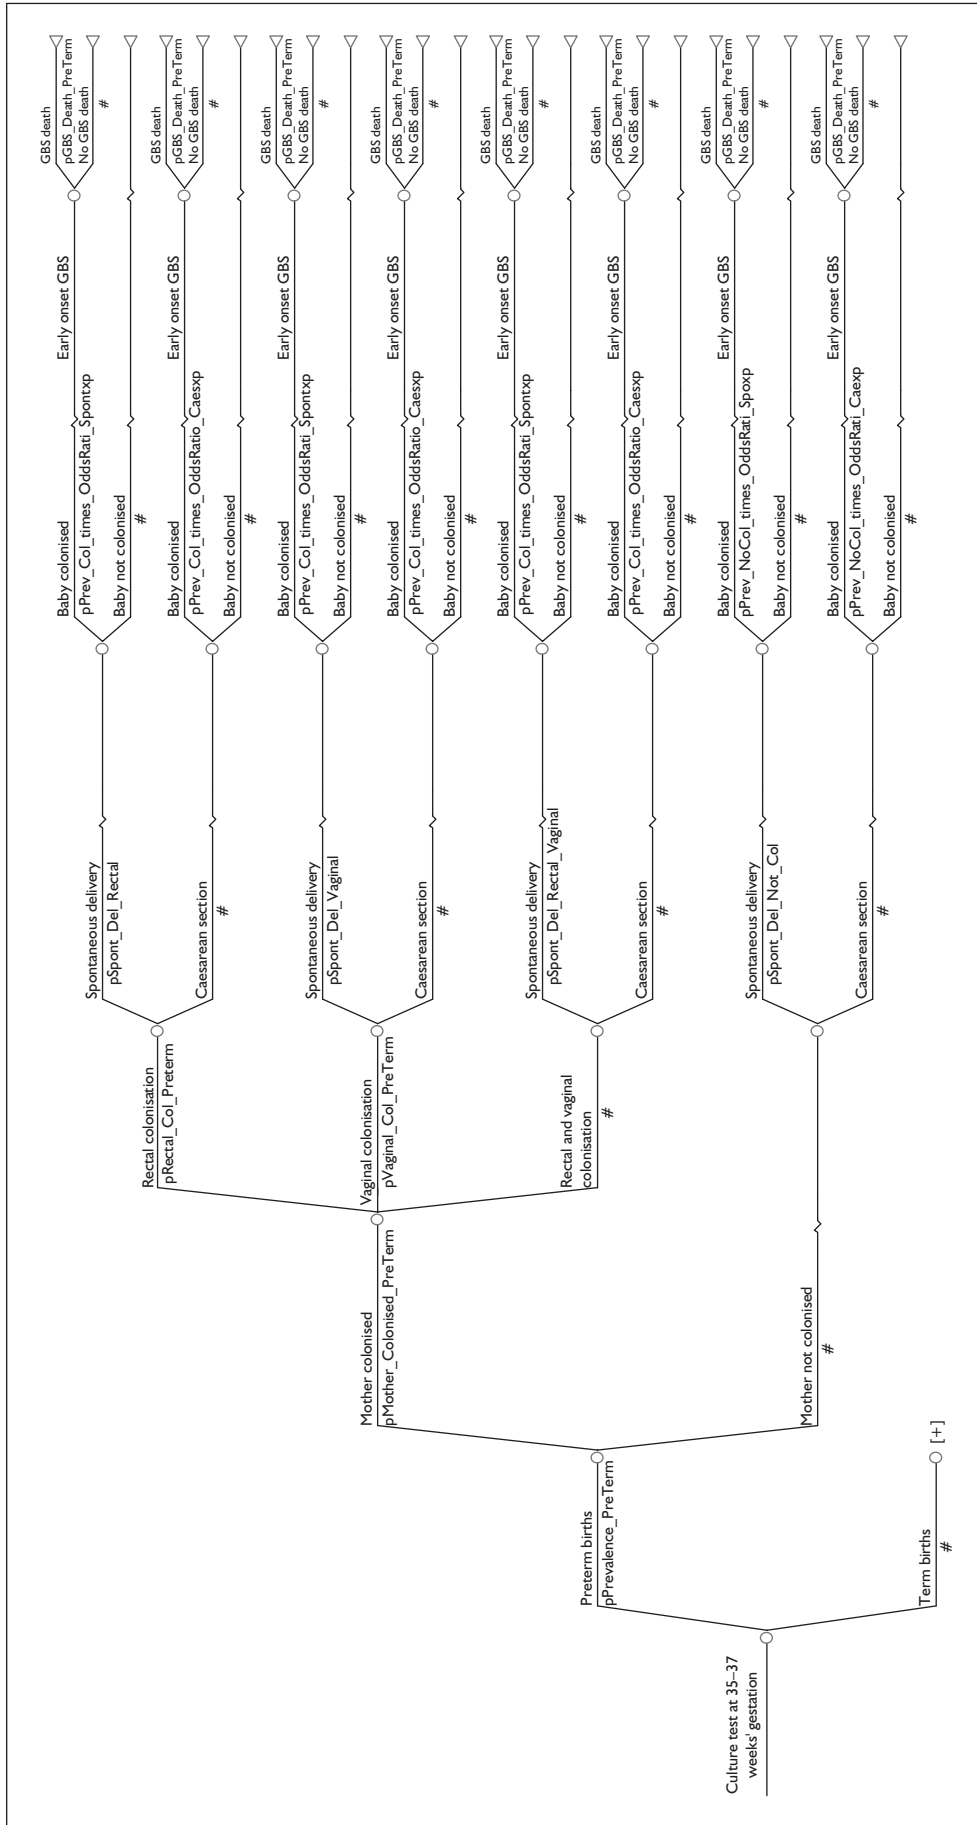 Culture test at 35–37
weeks' gestation
Preterm births
pPrevalence_PreTerm
Term births
#
[+]
Mother colonised
pMother_Colonised_PreTerm
Mother not colonised
#
Rectal colonisation
pRectal_Col_Preterm
Vaginal colonisation
pVaginal_Col_PreTerm
Rectal and vaginal
colonisation
#
Spontaneous delivery
pSpont_Del_Rectal
Caesarean section
#
Spontaneous delivery
pSpont_Del_Vaginal
Caesarean section
#
Spontaneous delivery
pSpont_Del_Rectal_Vaginal
Caesarean section
#
Spontaneous delivery
pSpont_Del_Not_Col
Caesarean section
#
Baby colonised
pPrev_Col_times_OddsRati_Spontxp
Baby not colonised
#
Baby colonised
pPrev_Col_times_OddsRatio_Caesxp
Baby not colonised
#
Baby colonised
pPrev_Col_times_OddsRati_Spontxp
Baby not colonised
#
Baby colonised
pPrev_Col_times_OddsRatio_Caesxp
Baby not colonised
#
Baby colonised
pPrev_Col_times_OddsRati_Spontxp
Baby not colonised
#
Baby colonised
pPrev_Col_times_OddsRatio_Caesxp
Baby not colonised
#
Baby colonised
pPrev_NoCol_times_OddsRati_Spoxp
Baby not colonised
#
Baby colonised
pPrev_NoCol_times_OddsRati_Caexp
Baby not colonised
#
Early onset GBS
Early onset GBS
Early onset GBS
Early onset GBS
Early onset GBS
Early onset GBS
Early onset GBS
Early onset GBS
GBS death
pGBS_Death_PreTerm
No GBS death
#
GBS death
pGBS_Death_PreTerm
No GBS death
#
GBS death
pGBS_Death_PreTerm
No GBS death
#
GBS death
pGBS_Death_PreTerm
No GBS death
#
GBS death
pGBS_Death_PreTerm
No GBS death
#
GBS death
pGBS_Death_PreTerm
No GBS death
#
GBS death
pGBS_Death_PreTerm
No GBS death
#
GBS death
pGBS_Death_PreTerm
No GBS death
#